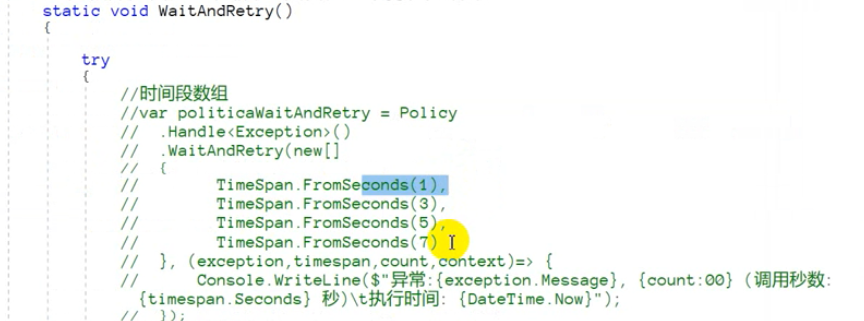 static void WaitAndRetry()
{
try
{
//时间段数组
//var politicaWaitAndRetry = Policy
// .Handle<Exception>()
// .WaitAndRetry(new[]
// {
// TimeSpan.FromSeconds(1),
// TimeSpan.FromSeconds(3),
// TimeSpan.FromSeconds(5),
// TimeSpan.FromSeconds(7)
// }, (exception,timespan,count,context)=> {
// Console.WriteLine($"异常:{exception.Message}, {count:00} (调用秒数:
{timespan.Seconds} 秒)\t执行时间: {DateTime.Now}");
// });